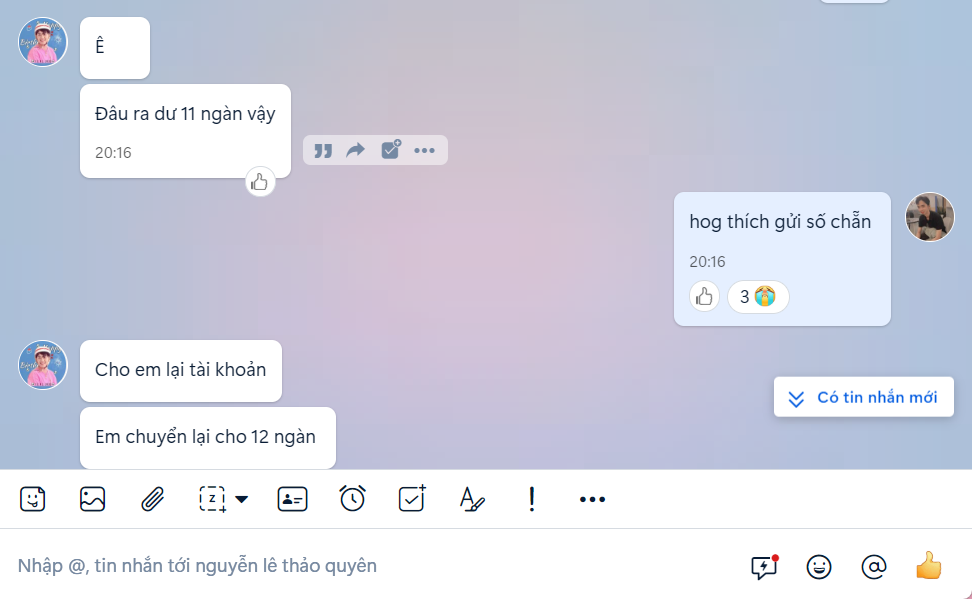 Ê
Đâu ra dư 11 ngàn vậy
20:16
hog thích gửi số chẵn
20:16
3
Cho em lại tài khoản
Có tin nhắn mới
Em chuyển lại cho 12 ngàn
Nhập @, tin nhắn tới nguyễn lê thảo quyên